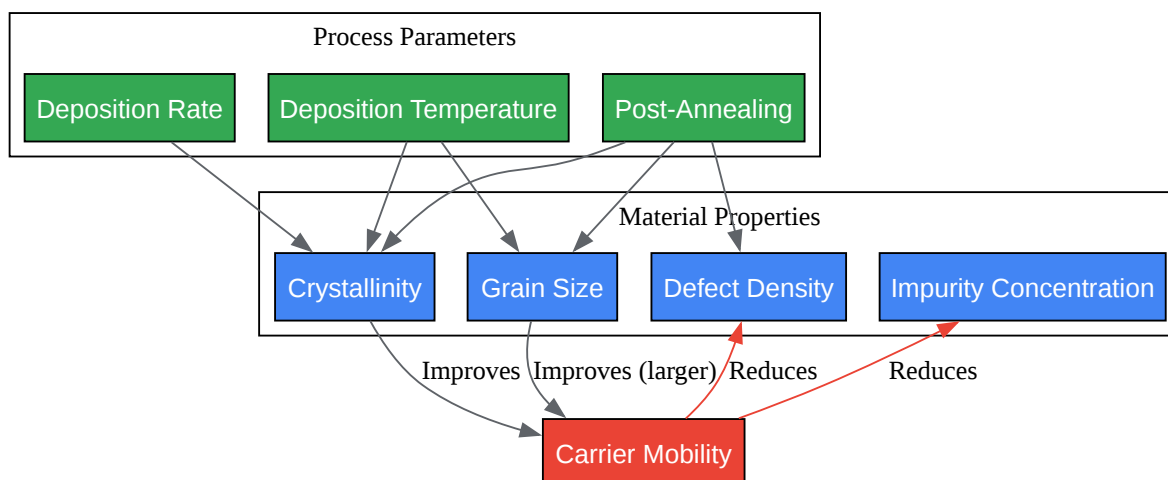 Process Parameters
Deposition Rate
Deposition Temperature
Post-Annealing
Material Properties
Crystallinity
Grain Size
Defect Density
Impurity Concentration
Improves
Improves (larger)
Reduces
Reduces
Carrier Mobility